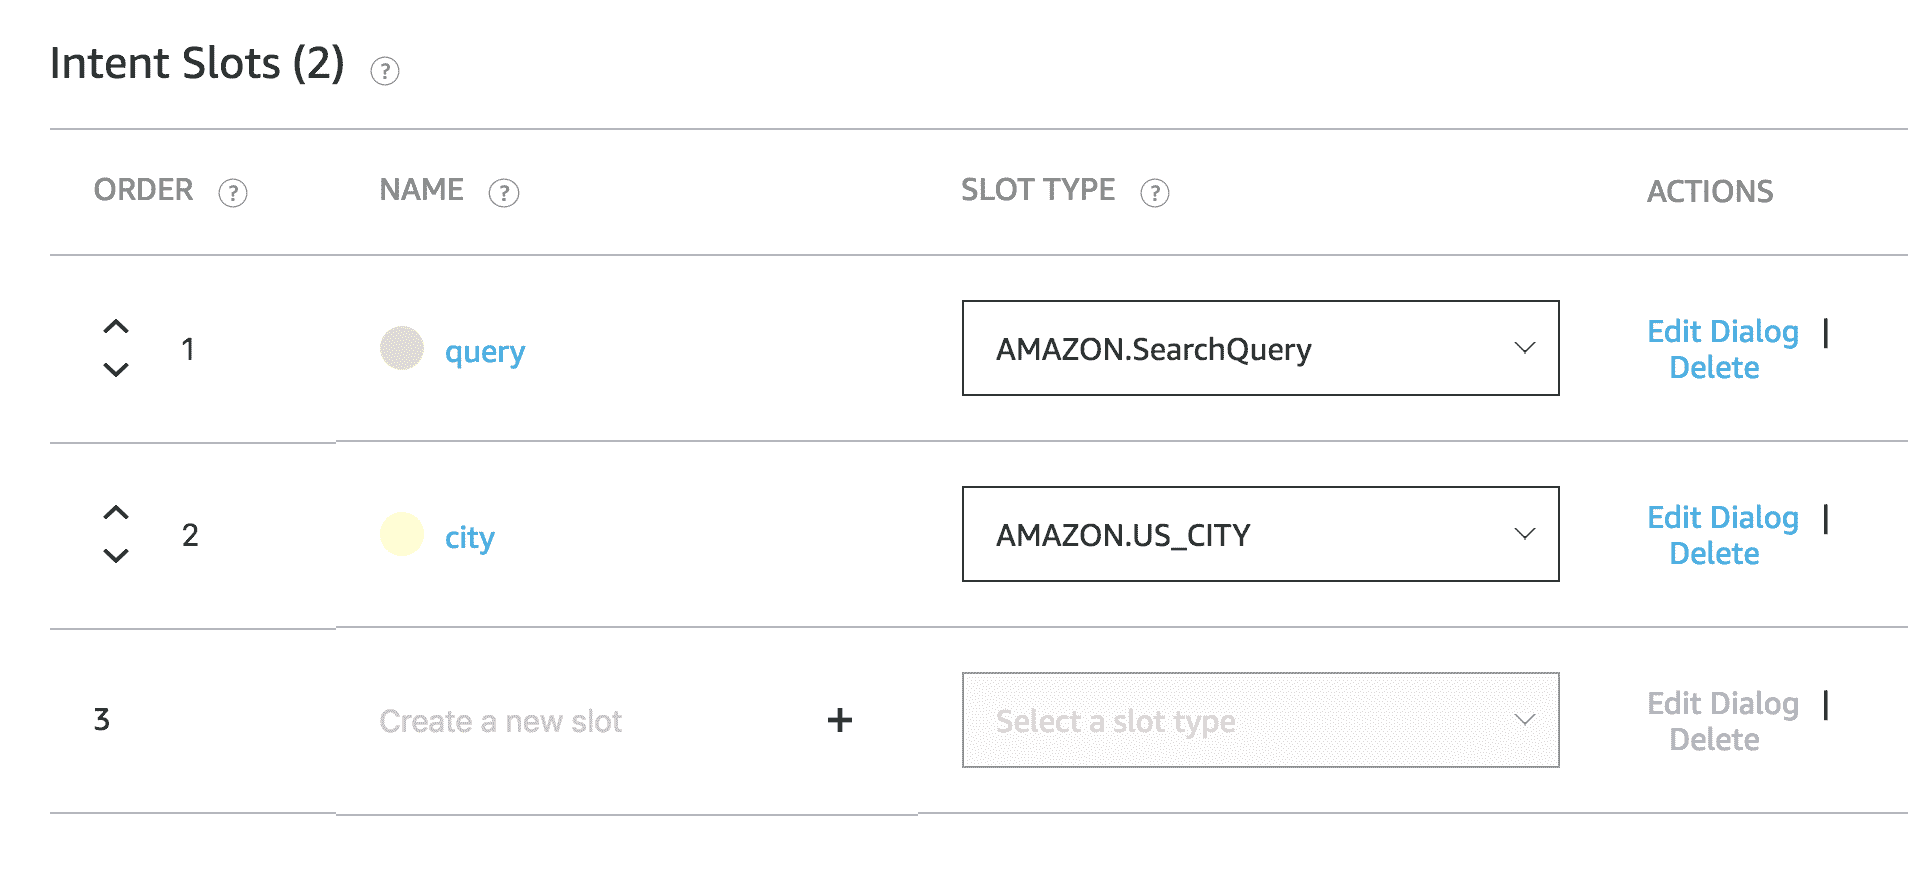 Intent Slots (2) ?
ORDER ? NAME ? SLOT TYPE ? ACTIONS
1 query AMAZON.SearchQuery Edit Dialog |
Delete
2 city AMAZON.US_CITY Edit Dialog |
Delete
3 Create a new slot + Select a slot type Edit Dialog |
Delete